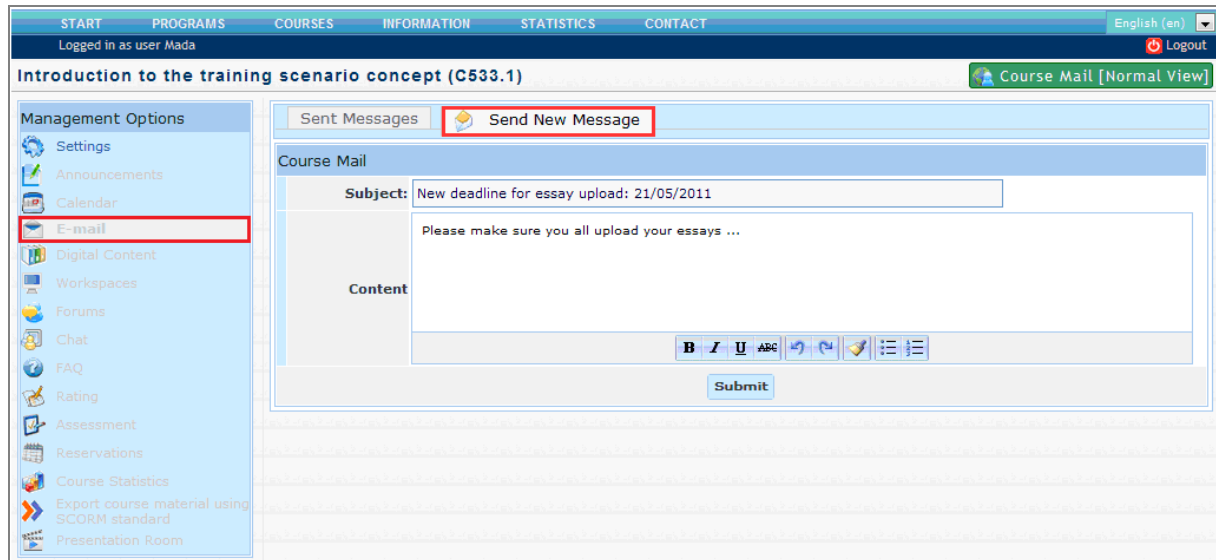 START PROGRAMS COURSES INFORMATION STATISTICS CONTACT English (en)
Logged in as user Mada Logout
Introduction to the training scenario concept (C533.1) Course Mail [Normal View]
Management Options
Settings
Announcements
Calendar
E-mail
Digital Content
Workspaces
Forums
Chat
FAQ
Rating
Assessment
Reservations
Course Statistics
Export course material using
SCORM standard
Presentation Room
Sent Messages Send New Message
Course Mail
Subject: New deadline for essay upload: 21/05/2011
Content Please make sure you all upload your essays ...
B I U ABC
Submit